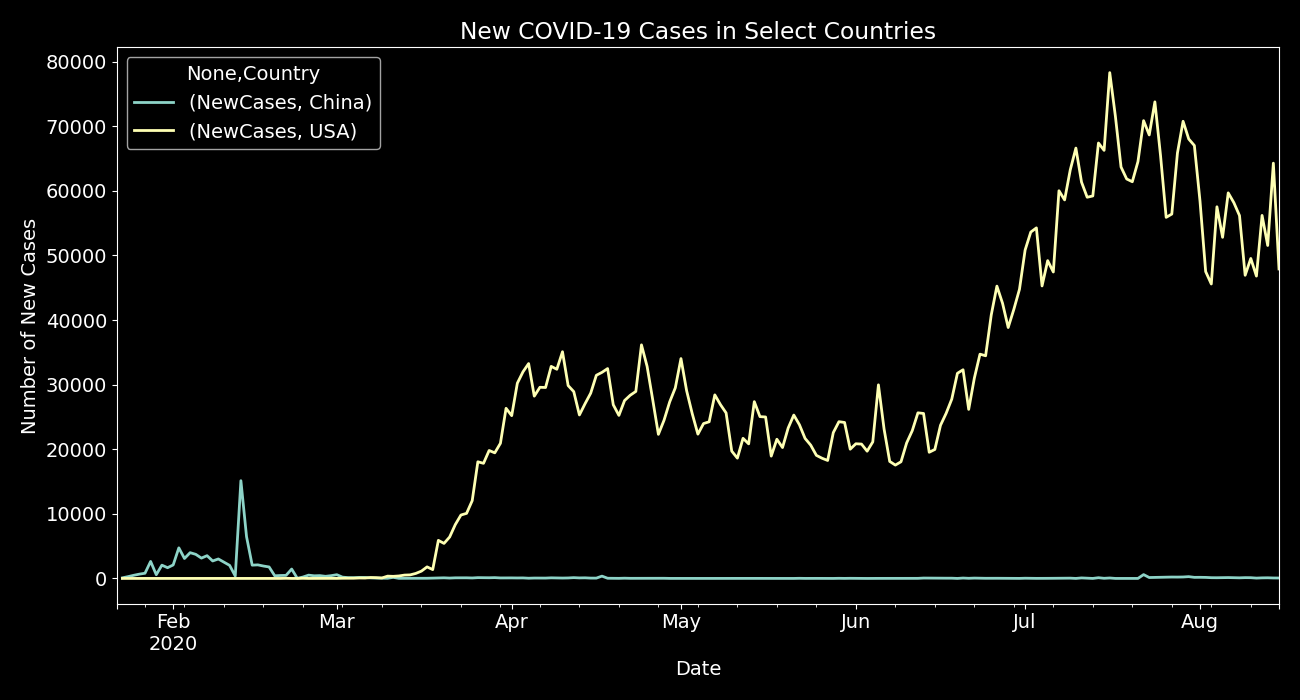 New COVID-19 Cases in Select Countries
80000
70000
60000
50000
40000
30000
20000
10000
0
Number of New Cases
None,Country
(NewCases, China)
(NewCases, USA)
Feb Mar Apr May Jun Jul Aug
2020
Date